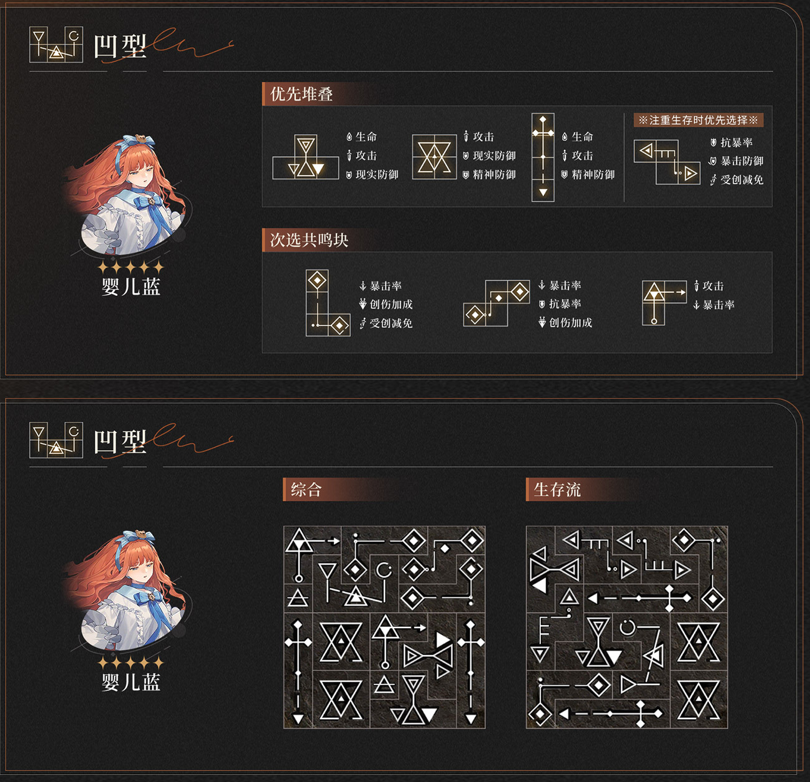 凹型
优先堆叠
生命
攻击
现实防御
攻击
现实防御
精神防御
生命
攻击
精神防御
※注重生存时优先选择※
抗暴率
暴击防御
受创减免
婴儿蓝
次选共鸣块
暴击率
创伤加成
受创减免
暴击率
抗暴率
创伤加成
攻击
暴击率
凹型
综合
生存流
婴儿蓝